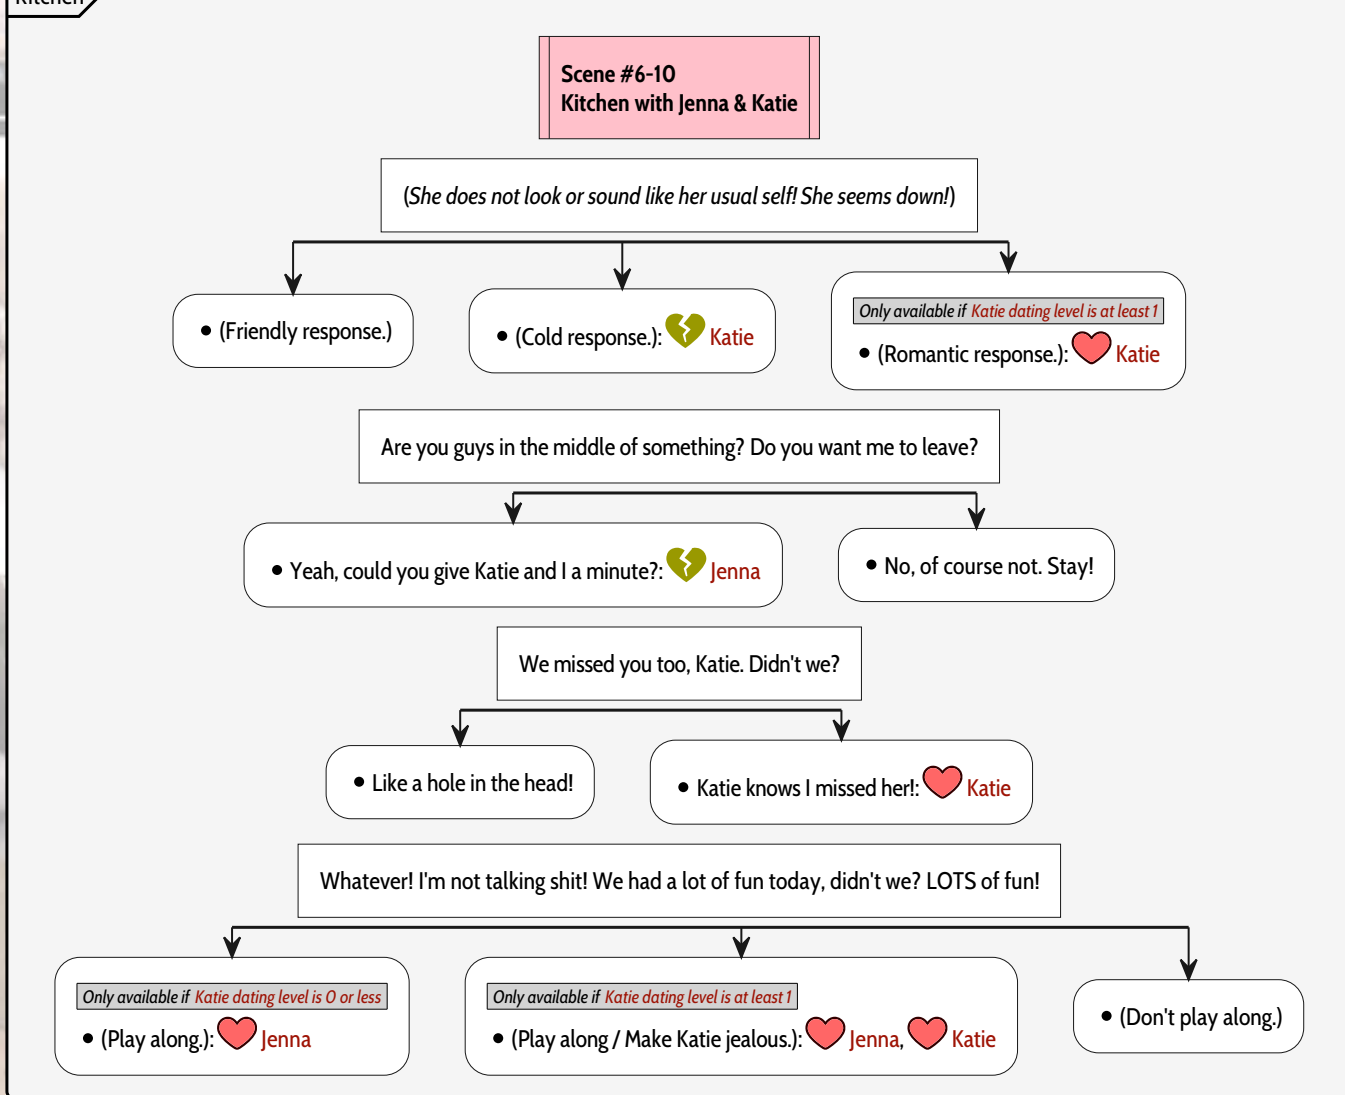 Kitchen
Scene #6-10
Kitchen with Jenna & Katie
(She does not look or sound like her usual self! She seems down!)
• (Friendly response.)
• (Cold response.): Katie
Only available if Katie dating level is at least 1
• (Romantic response.): Katie
Are you guys in the middle of something? Do you want me to leave?
• Yeah, could you give Katie and I a minute?: Jenna
• No, of course not. Stay!
We missed you too, Katie. Didn't we?
• Like a hole in the head!
• Katie knows I missed her!: Katie
Whatever! I'm not talking shit! We had a lot of fun today, didn't we? LOTS of fun!
Only available if Katie dating level is 0 or less
• (Play along.): Jenna
Only available if Katie dating level is at least 1
• (Play along / Make Katie jealous.): Jenna, Katie
• (Don't play along.)